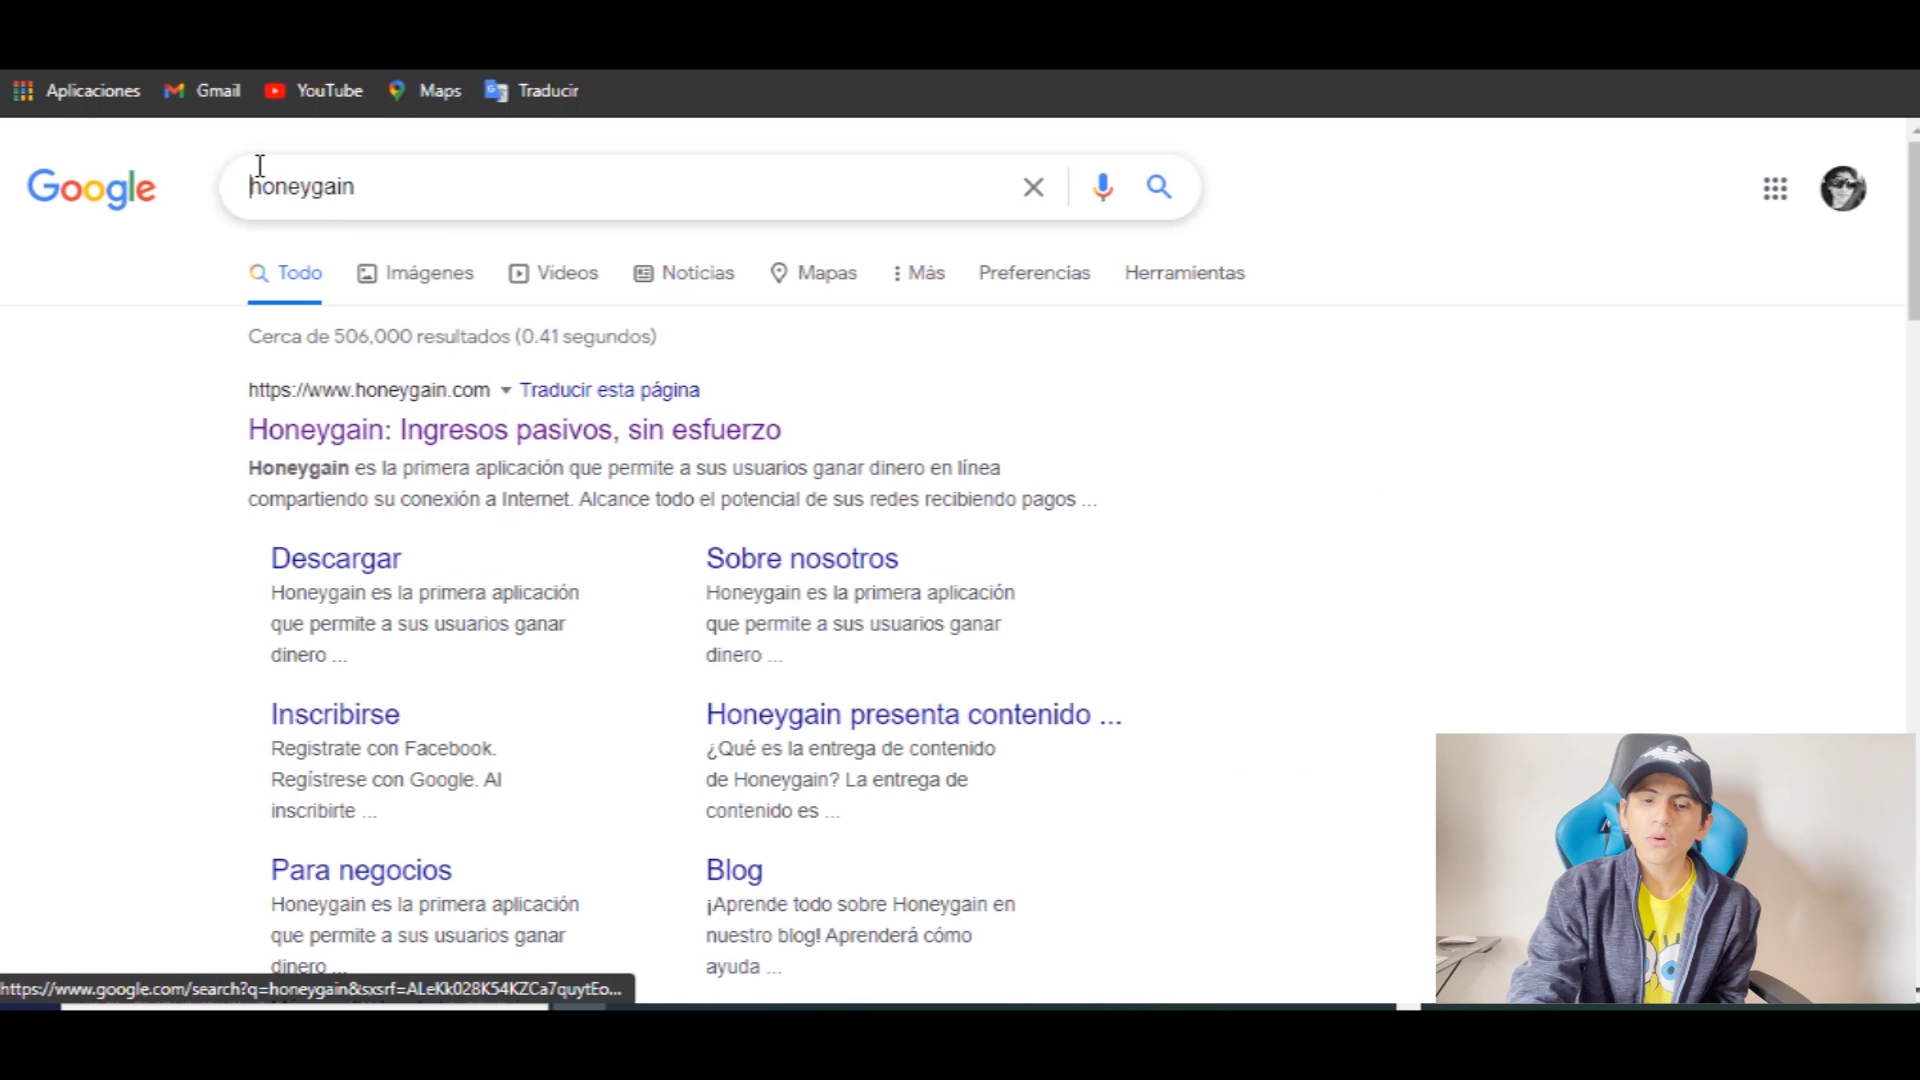 Aplicaciones Gmail YouTube Maps Traducir
Google
honeygain
Todo Imágenes Videos Noticias Mapas Más Preferencias Herramientas
Cerca de 506,000 resultados (0.41 segundos)
https://www.honeygain.com Traducir esta página
Honeygain: Ingresos pasivos, sin esfuerzo
Honeygain es la primera aplicación que permite a sus usuarios ganar dinero en línea
compartiendo su conexión a Internet. Alcance todo el potencial de sus redes recibiendo pagos ...
Descargar
Honeygain es la primera aplicación
que permite a sus usuarios ganar
dinero ...
Sobre nosotros
Honeygain es la primera aplicación
que permite a sus usuarios ganar
dinero ...
Inscribirse
Registrate con Facebook.
Regístrese con Google. Al
inscribirte ...
Honeygain presenta contenido ...
¿Qué es la entrega de contenido
de Honeygain? La entrega de
contenido es ...
Para negocios
Honeygain es la primera aplicación
que permite a sus usuarios ganar
dinero ...
Blog
¡Aprende todo sobre Honeygain en
nuestro blog! Aprenderá cómo
ayuda ...
https://www.google.com/search?q=honeygain&sxsrf=ALeKk028K54KZCa7quytEo...